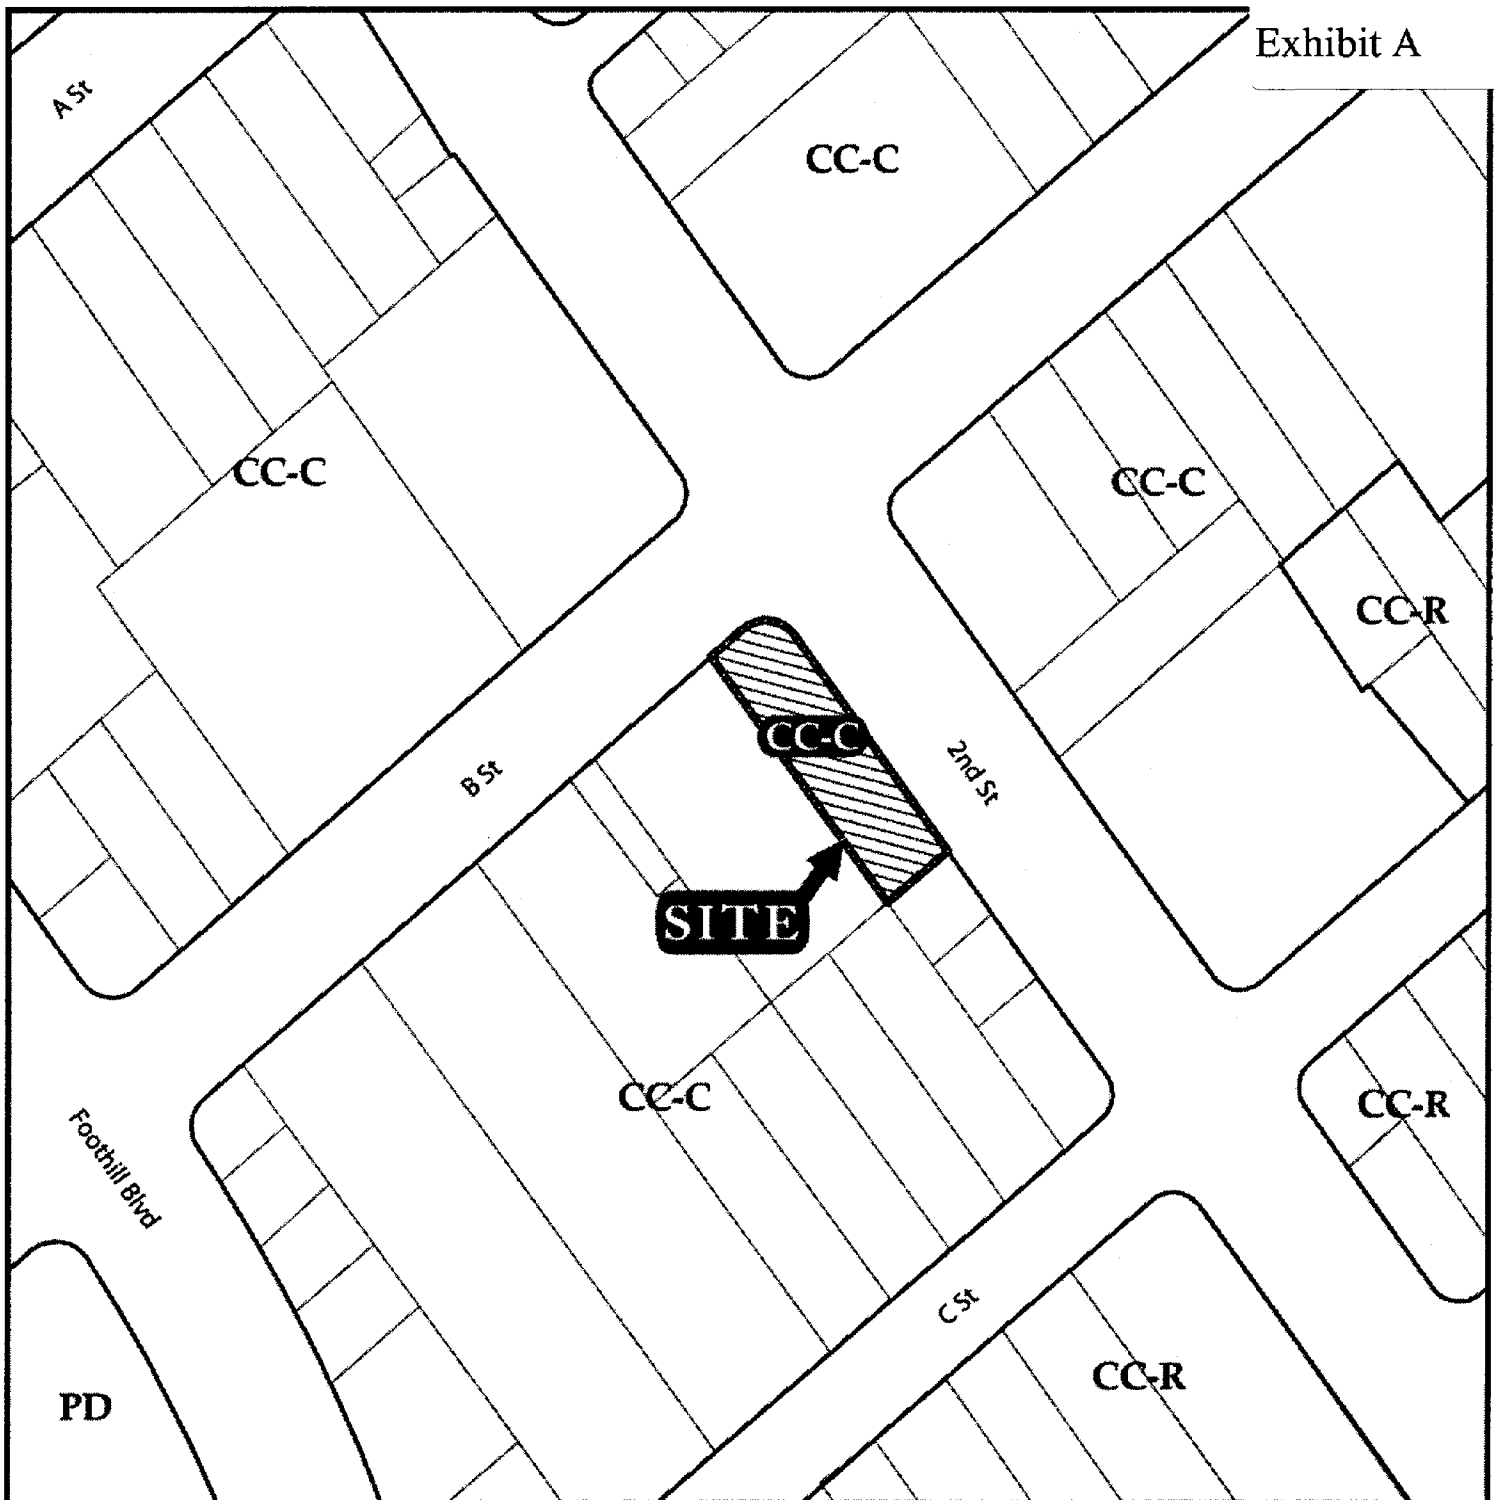 Exhibit A
A St
CC-C
CC-C
CC-C
CC-R
CC-C
2nd St
B St
SITE
CC-C
CC-R
Foothill Blvd
C St
CC-R
PD